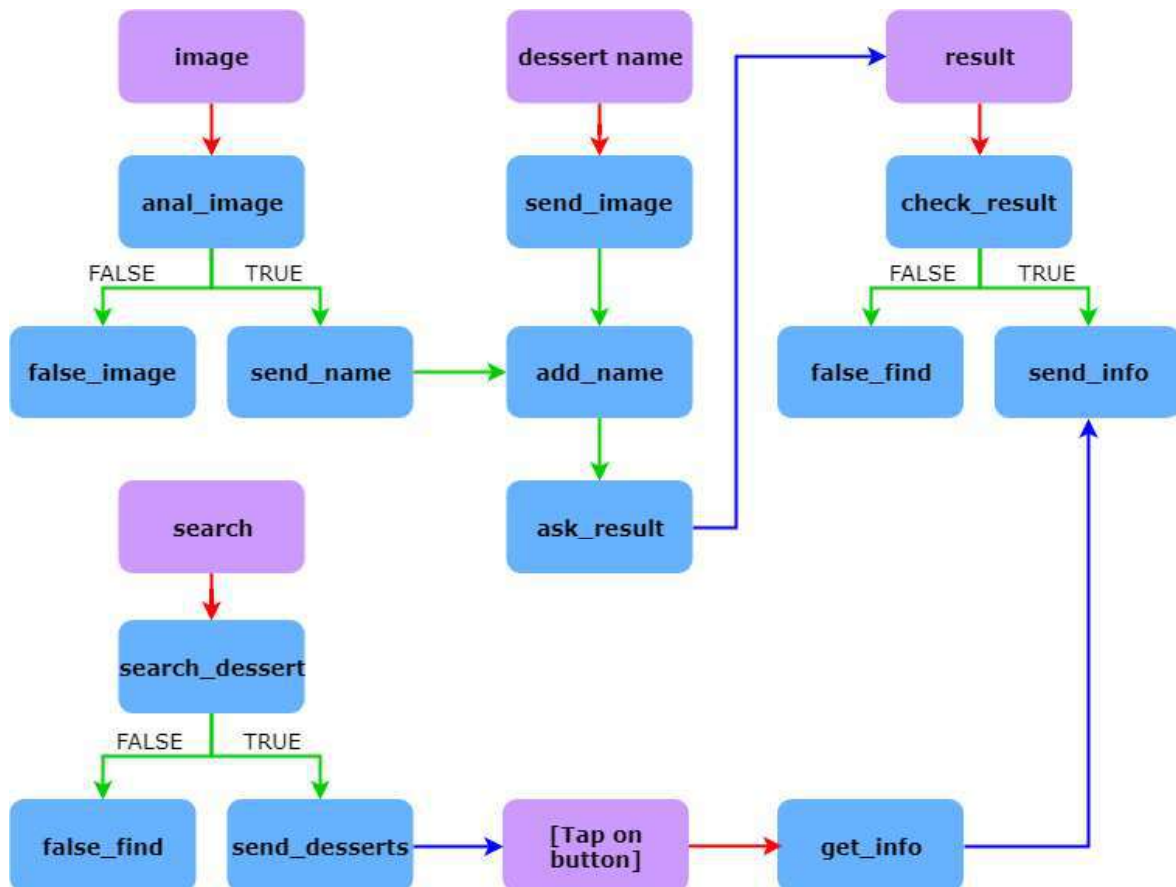 image
dessert name
result
anal_image
send_image
check_result
FALSE
TRUE
FALSE
TRUE
false_image
send_name
add_name
false_find
send_info
search
ask_result
search_dessert
FALSE
TRUE
false_find
send_desserts
[Tap on
button]
get_info